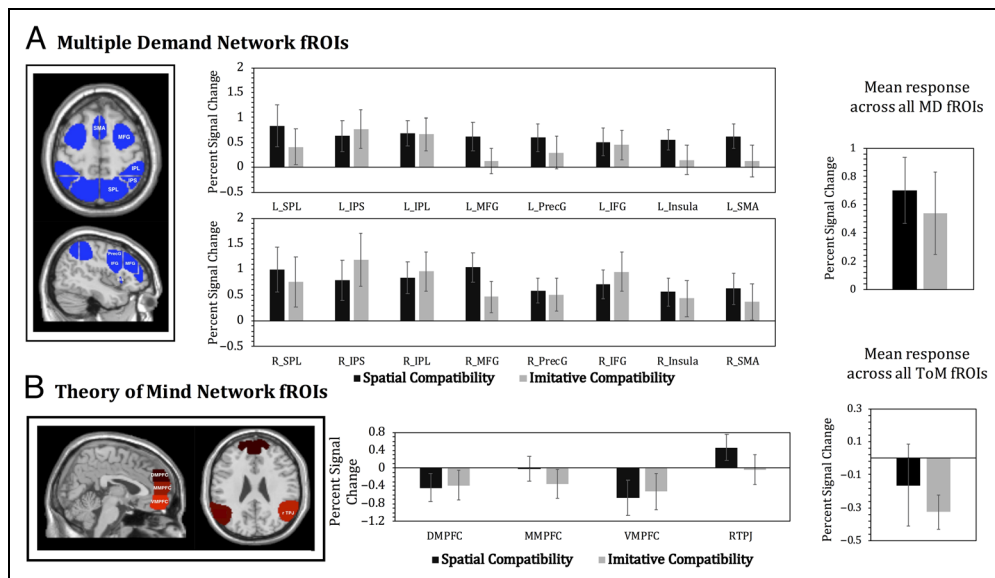 A Multiple Demand Network fROIs
SMA
MFG
IPL
IPS
SPL
PrecG
IFG
MFG
Percent Signal Change
2
1.5
1
0.5
0
−0.5
L_SPL L_IPS L_IPL L_MFG L_PrecG L_IFG L_Insula L_SMA
Percent Signal Change
2
1.5
1
0.5
0
−0.5
R_SPL R_IPS R_IPL R_MFG R_PrecG R_IFG R_Insula R_SMA
Spatial Compatibility Imitative Compatibility
Mean response
across all MD fROIs
Percent Signal Change
1
0.8
0.6
0.4
0.2
0
B Theory of Mind Network fROIs
DMPFC
MMPFC
VMPFC
r TPJ
Percent Signal
Change
0.8
0.4
0
−0.4
−0.8
−1.2
DMPFC MMPFC VMPFC RTPJ
Spatial Compatibility Imitative Compatibility
Mean response
across all ToM fROIs
Percent Signal Change
0.3
0.1
−0.1
−0.3
−0.5